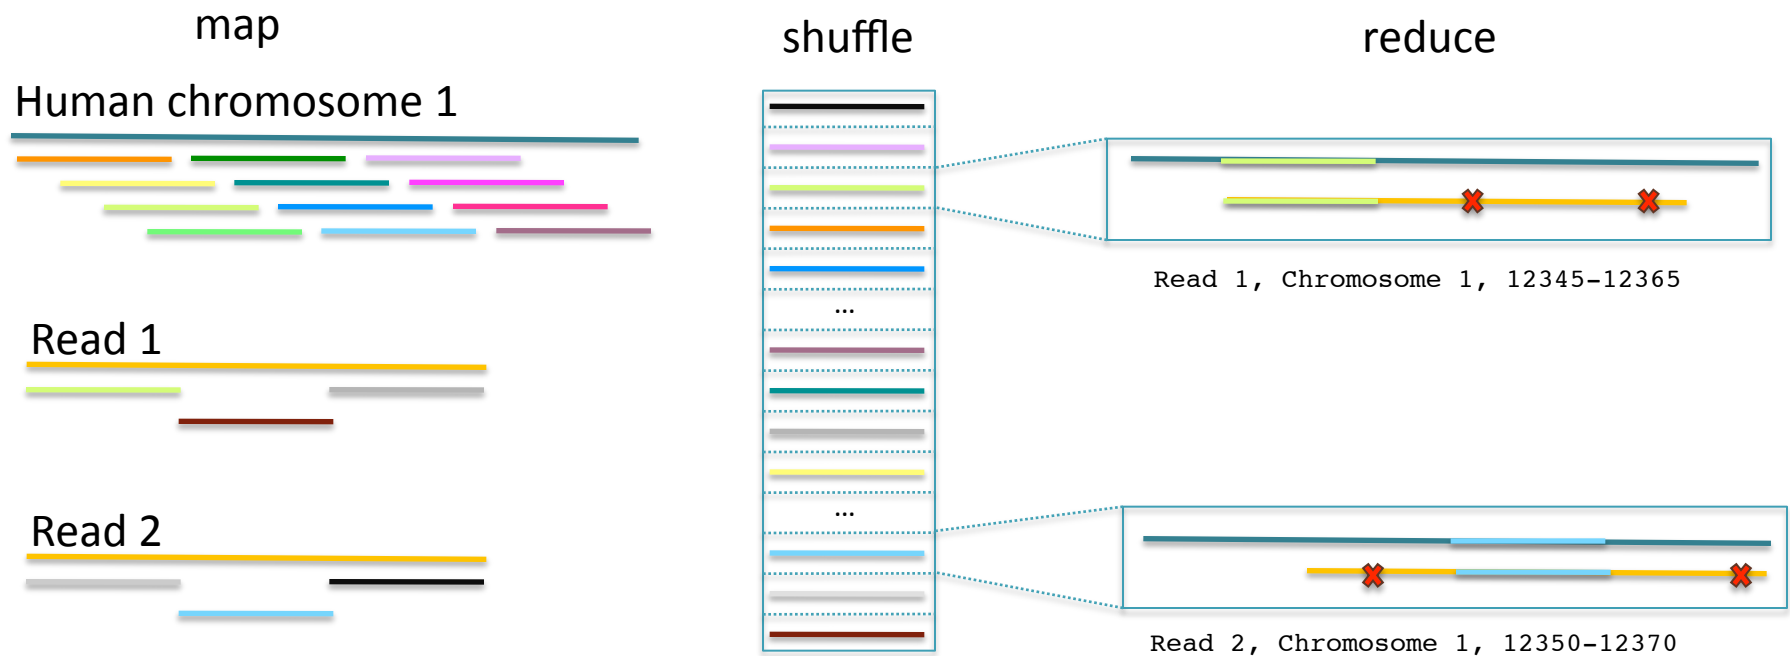 map
shuffle
reduce
Human chromosome 1
...
Read 1, Chromosome 1, 12345-12365
Read 1
...
Read 2
Read 2, Chromosome 1, 12350-12370